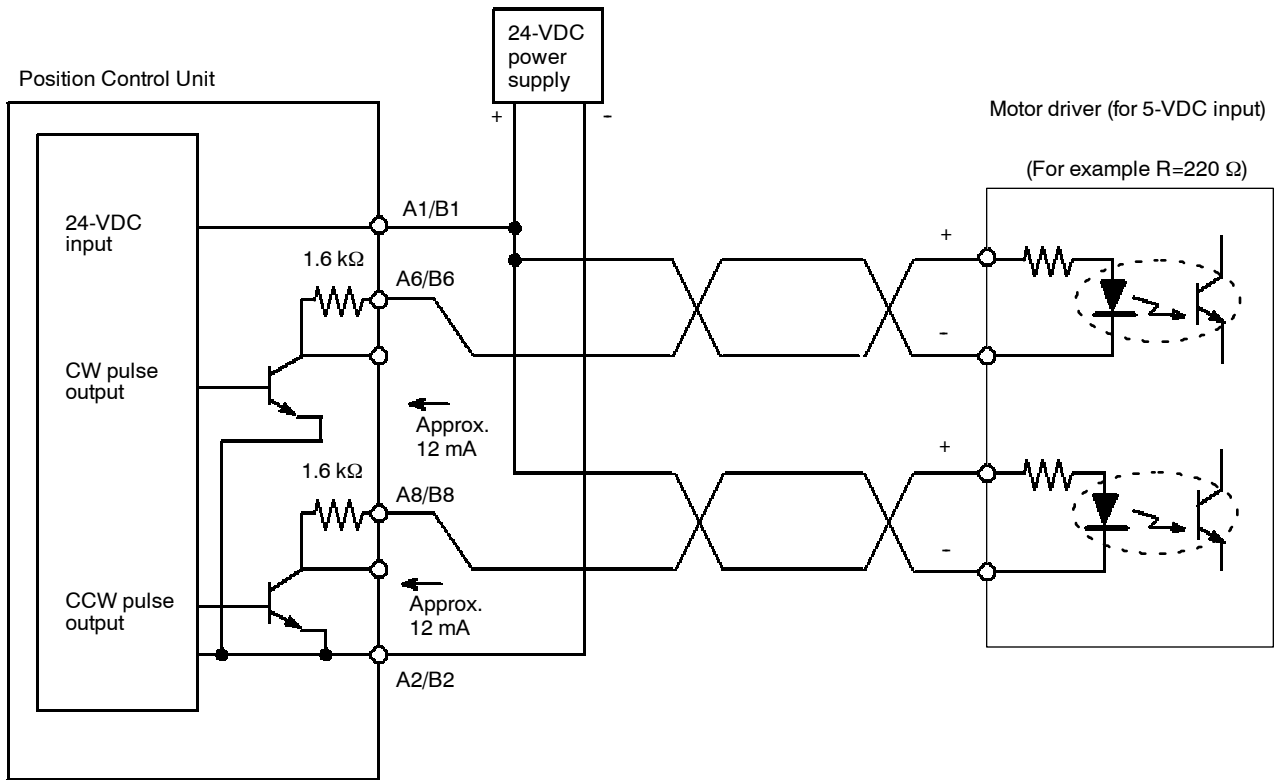 24-VDC
power
supply
Position Control Unit
+
-
Motor driver (for 5-VDC input)
(For example R=220 Ω)
24-VDC
input
A1/B1
1.6 kΩ
A6/B6
+
-
CW pulse
output
Approx.
12 mA
1.6 kΩ
A8/B8
+
-
CCW pulse
output
Approx.
12 mA
A2/B2